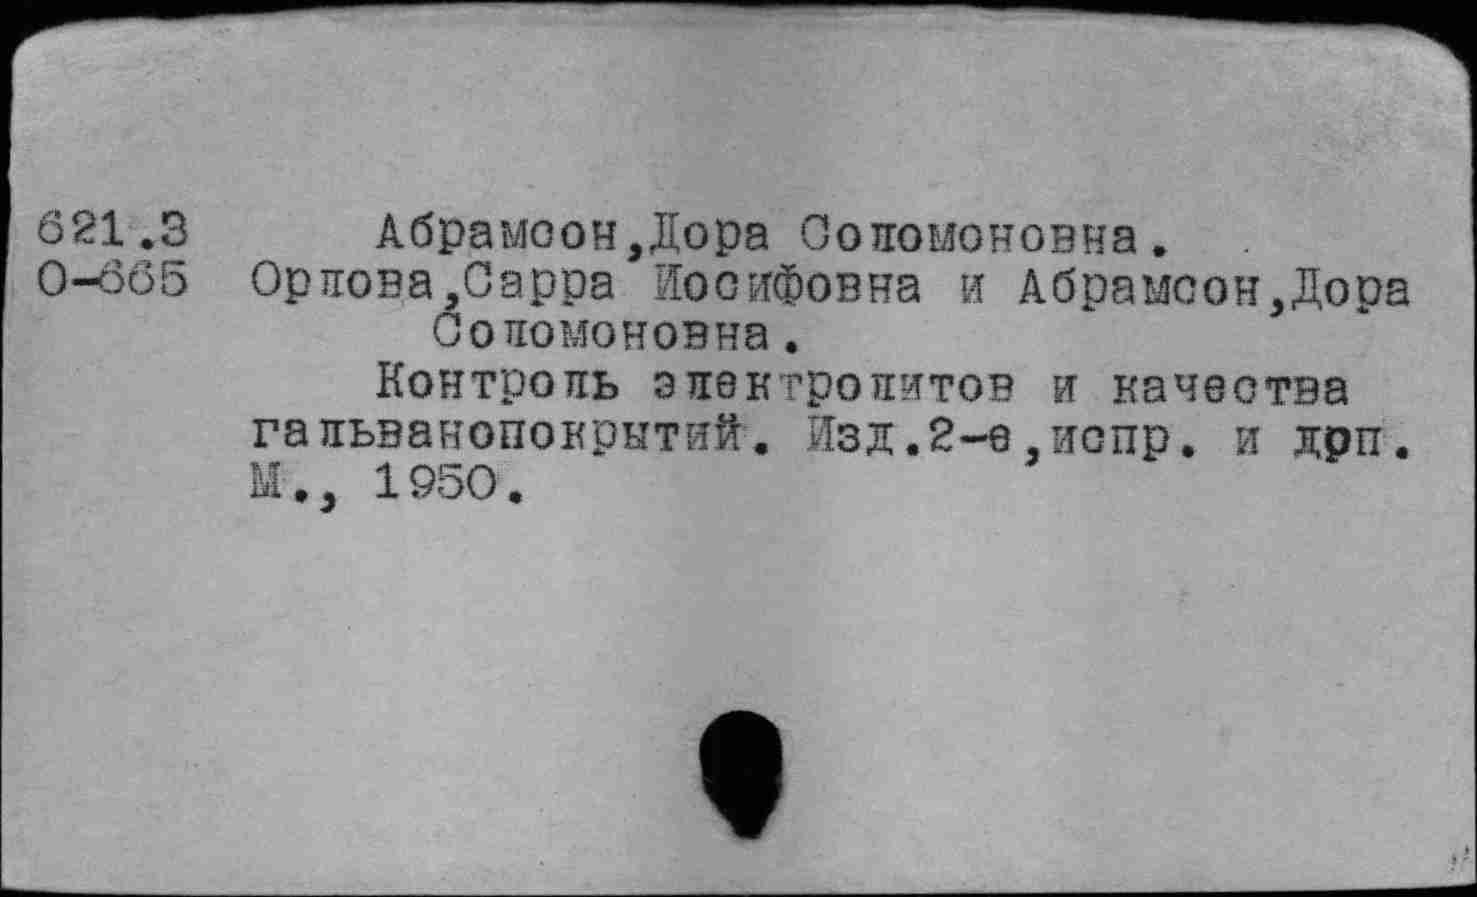 621.3 Абрамсон,Дора Соломоновна.
О-665 Орлова,Сарра Иосифовна и Абрамсон,Дора
Соломоновна.
Контроль электролитов и качества
гальванопокрытий. Изд.2-е,испр. и дрп.
М., 1950.